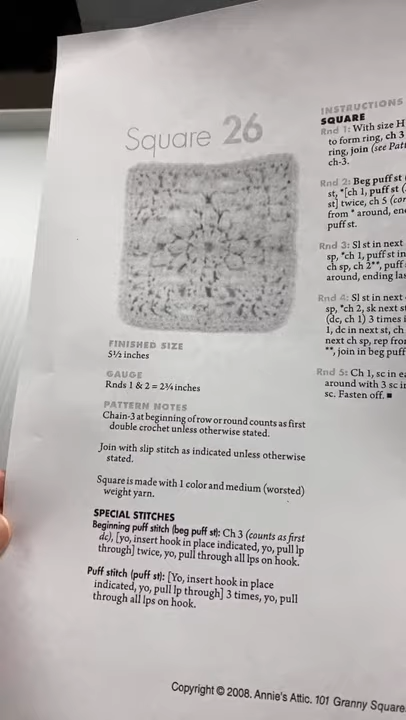 Square 26
FINISHED SIZE
5½ inches
GAUGE
Rnds 1 & 2 = 2¾ inches
PATTERN NOTES
Chain-3 at beginning of row or round counts as first
double crochet unless otherwise stated.
Join with slip stitch as indicated unless otherwise
stated.
Square is made with 1 color and medium (worsted)
weight yarn.
SPECIAL STITCHES
Beginning puff stitch (beg puff st): Ch 3 (counts as first
dc), [yo, insert hook in place indicated, yo, pull lp
through] twice, yo, pull through all lps on hook.
Puff stitch (puff st): [Yo, insert hook in place
indicated, yo, pull lp through] 3 times, yo, pull
through all lps on hook.
INSTRUCTIONS
SQUARE
Rnd 1: With size H
to form ring, ch 3
ring, join (see Pat
ch-3.
Rnd 2: Beg puff st
st, *[ch 1, puff st (
st] twice, ch 5 (cor
from * around, en
puff st.
Rnd 3: Sl st in next
sp, *ch 1, puff st in
ch sp, ch 2**, puff
around, ending las
Rnd 4: Sl st in next
sp, *ch 2, sk next st
(dc, ch 1) 3 times i
1, dc in next st, ch
next ch sp, rep from
**, join in beg puff
Rnd 5: Ch 1, sc in ea
around with 3 sc in
sc. Fasten off. ■
Copyright © 2008. Annie's Attic. 101 Granny Square